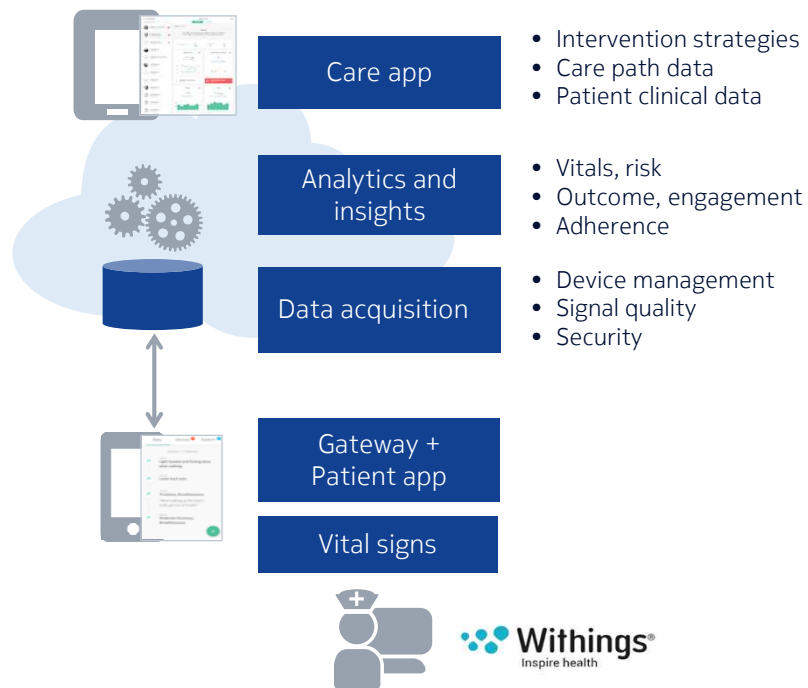 Care app
• Intervention strategies
• Care path data
• Patient clinical data
Analytics and
insights
• Vitals, risk
• Outcome, engagement
• Adherence
Data acquisition
• Device management
• Signal quality
• Security
Gateway +
Patient app
Vital signs
Withings®
Inspire health